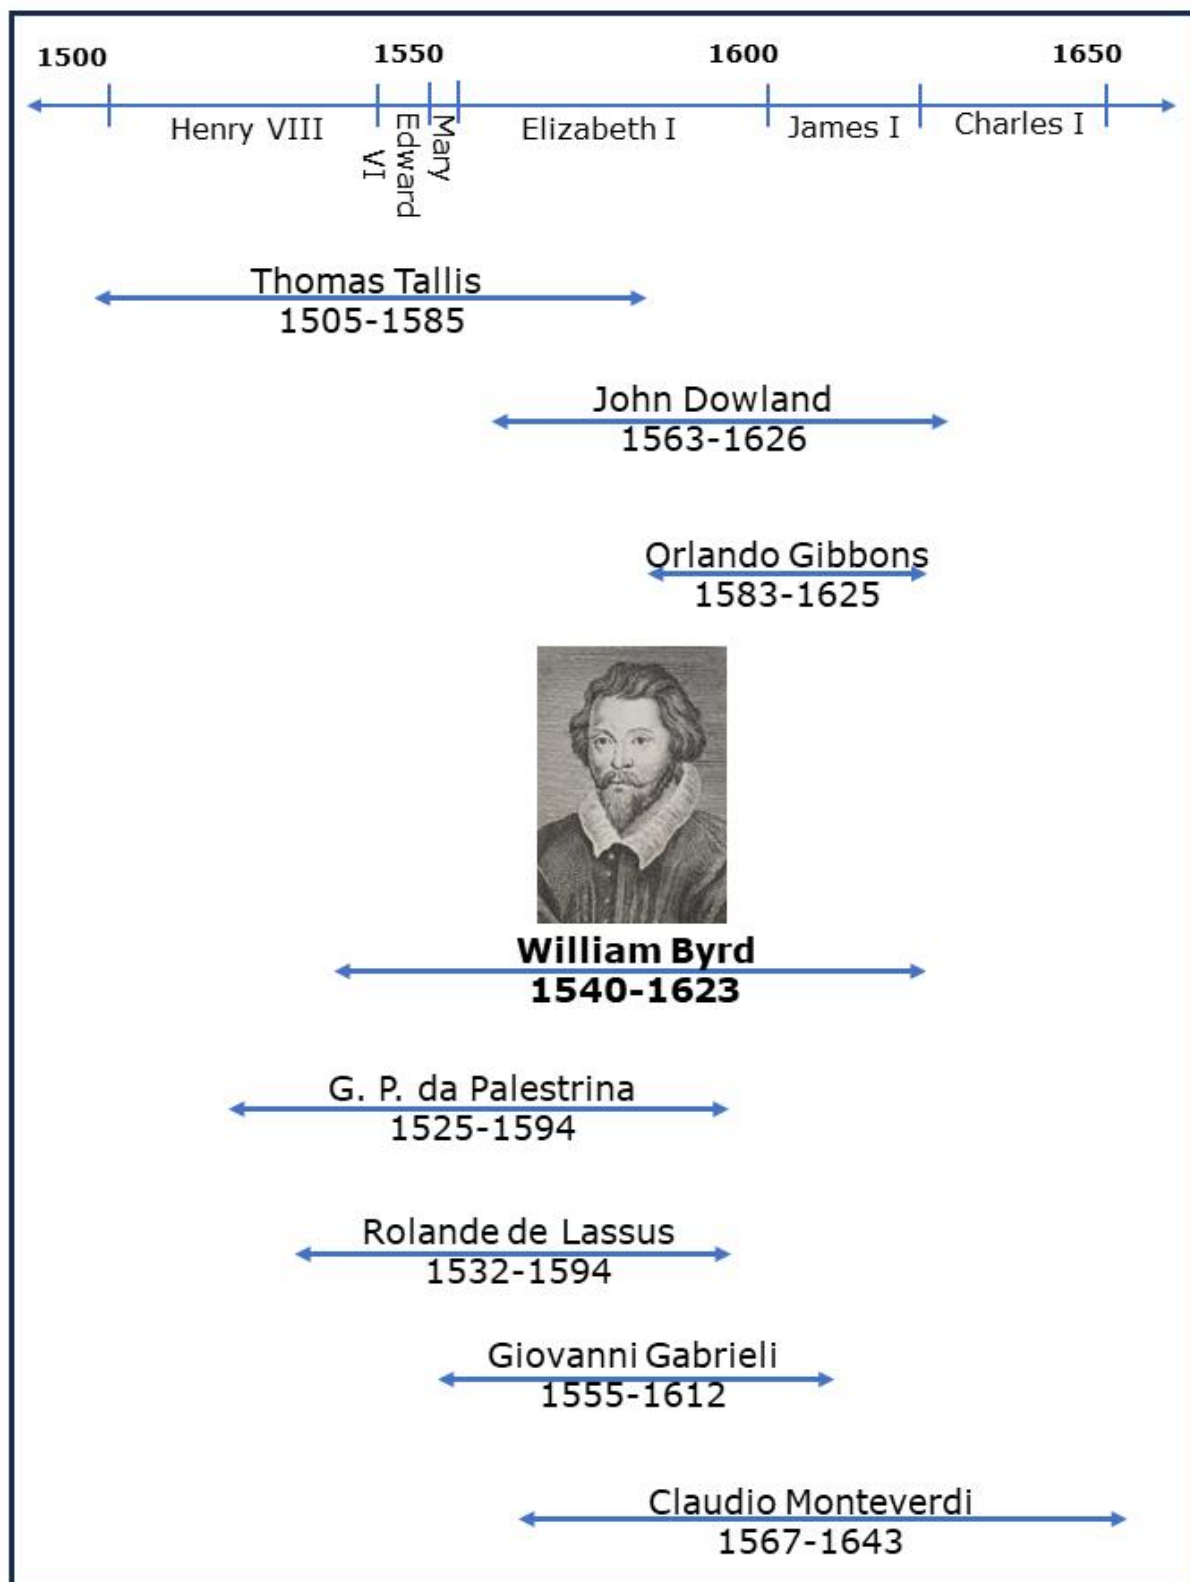 1500 1550 1600 1650
Henry VIII
Edward VI
Mary
Elizabeth I
James I
Charles I
Thomas Tallis
1505-1585
John Dowland
1563-1626
Orlando Gibbons
1583-1625
William Byrd
1540-1623
G. P. da Palestrina
1525-1594
Rolande de Lassus
1532-1594
Giovanni Gabrieli
1555-1612
Claudio Monteverdi
1567-1643